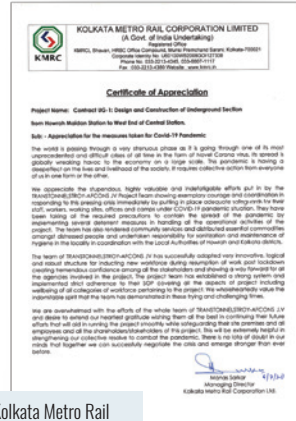 KMRC
KOLKATA METRO RAIL CORPORATION LIMITED
(A Govt. of India Undertaking)
Registered Office
KMRCL Bhavan, HRBC Office Compound, Munsi Premchand Sarani, Kolkata-700021
Certificate of Appreciation
Project Name: Contract UG-1: Design and Construction of Underground Section
from Howrah Maidan Station to West End of Central Station.
Sub: - Appreciation for the measures taken for Covid-19 Pandemic
The world is passing through a very strenuous phase as it is going through one of its most
unprecedented and difficult crises of all time in the form of Novel Corona virus. Its spread is
globally wreaking havoc to the economy on a large scale. The pandemic is having a
deepeffect on the lives and livelihood of the society. It requires collective action from everyone
of us in one form or the other.
We appreciate the stupendous, highly valuable and indefatigable efforts put in by the
TRANSTONNELSTROY-AFCONS JV Project Team showing exemplary courage and coordination in
responding to this pressing crisis immediately by putting in place adequate safeguards for their
staff, workers, working sites, offices and camps under COVID-19 pandemic situation. They have
been taking all the required precautions to contain the spread of the pandemic by
implementing several deterrent measures in handling all the operational activities of the
project. The team has also rendered community services and distributed essential commodities
amongst distressed people and undertaken responsibility for sanitation and maintenance of
hygiene in the locality in coordination with the Local Authorities of Howrah and Kolkata districts.
The team of TRANSTONNELSTROY-AFCONS JV has successfully adopted very innovative, logical
and robust structure for inducting new workforce during resumption of work post lockdown
creating tremendous confidence among all the stakeholders and showing a way forward for all
the agencies involved in the project. The project team has established a strong system and
implemented strict adherence to their SOP covering all the aspects of project including
wellbeing of all categories of workforce pertaining to the project. We wholeheartedly value the
indomitable spirit that the team has demonstrated in these trying and challenging times.
We are overwhelmed with the efforts of the whole team of TRANSTONNELSTROY-AFCONS J.V
and desire to extend our heartiest gratitude wishing them all the best in continuing their future
efforts that will aid in running the project smoothly while safeguarding their site premises and all
employees and all the shareholders/stakeholders of this project. This will be extremely helpful in
strengthening our collective resolve to combat the pandemic. There is no iota of doubt in our
minds that together we can successfully negotiate the crisis and emerge stronger than ever
before.
Manas Sarkar
Managing Director
Kolkata Metro Rail Corporation Ltd.
Kolkata Metro Rail